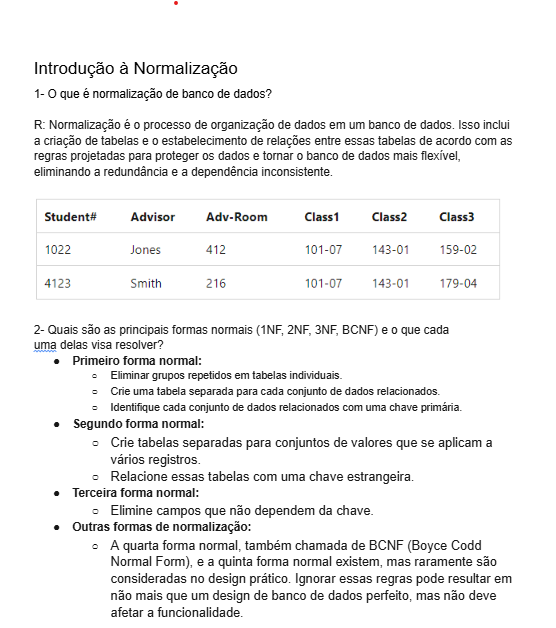 Introdução à Normalização
1- O que é normalização de banco de dados?
R: Normalização é o processo de organização de dados em um banco de dados. Isso inclui
a criação de tabelas e o estabelecimento de relações entre essas tabelas de acordo com as
regras projetadas para proteger os dados e tornar o banco de dados mais flexível,
eliminando a redundância e a dependência inconsistente.
Student# Advisor Adv-Room Class1 Class2 Class3
1022 Jones 412 101-07 143-01 159-02
4123 Smith 216 101-07 143-01 179-04
2- Quais são as principais formas normais (1NF, 2NF, 3NF, BCNF) e o que cada
uma delas visa resolver?
● Primeiro forma normal:
○ Eliminar grupos repetidos em tabelas individuais.
○ Crie uma tabela separada para cada conjunto de dados relacionados.
○ Identifique cada conjunto de dados relacionados com uma chave primária.
● Segundo forma normal:
○ Crie tabelas separadas para conjuntos de valores que se aplicam a
vários registros.
○ Relacione essas tabelas com uma chave estrangeira.
● Terceira forma normal:
○ Elimine campos que não dependem da chave.
● Outras formas de normalização:
○ A quarta forma normal, também chamada de BCNF (Boyce Codd
Normal Form), e a quinta forma normal existem, mas raramente são
consideradas no design prático. Ignorar essas regras pode resultar em
não mais que um design de banco de dados perfeito, mas não deve
afetar a funcionalidade.